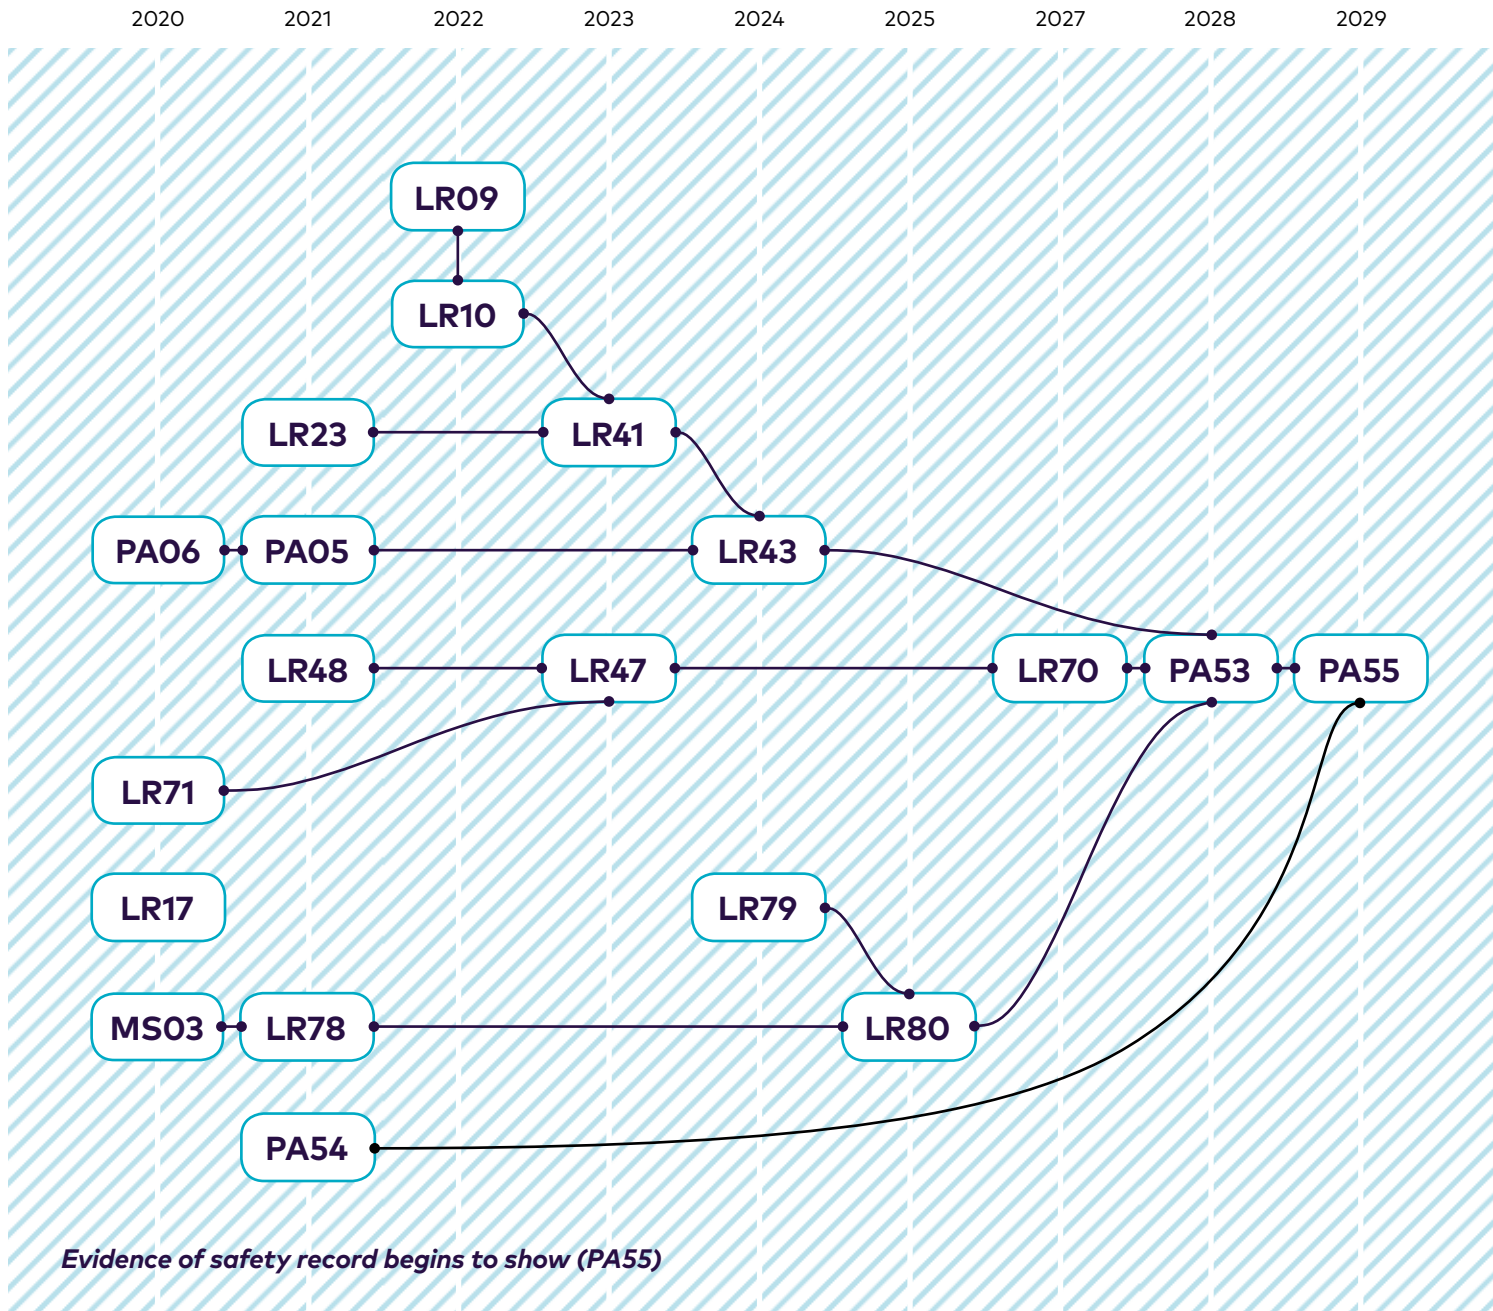 2020 2021 2022 2023 2024 2025 2027 2028 2029
LR09
LR10
LR23 LR41
PA06 PA05 LR43
LR48 LR47 LR70 PA53 PA55
LR71
LR17 LR79
MS03 LR78 LR80
PA54
Evidence of safety record begins to show (PA55)